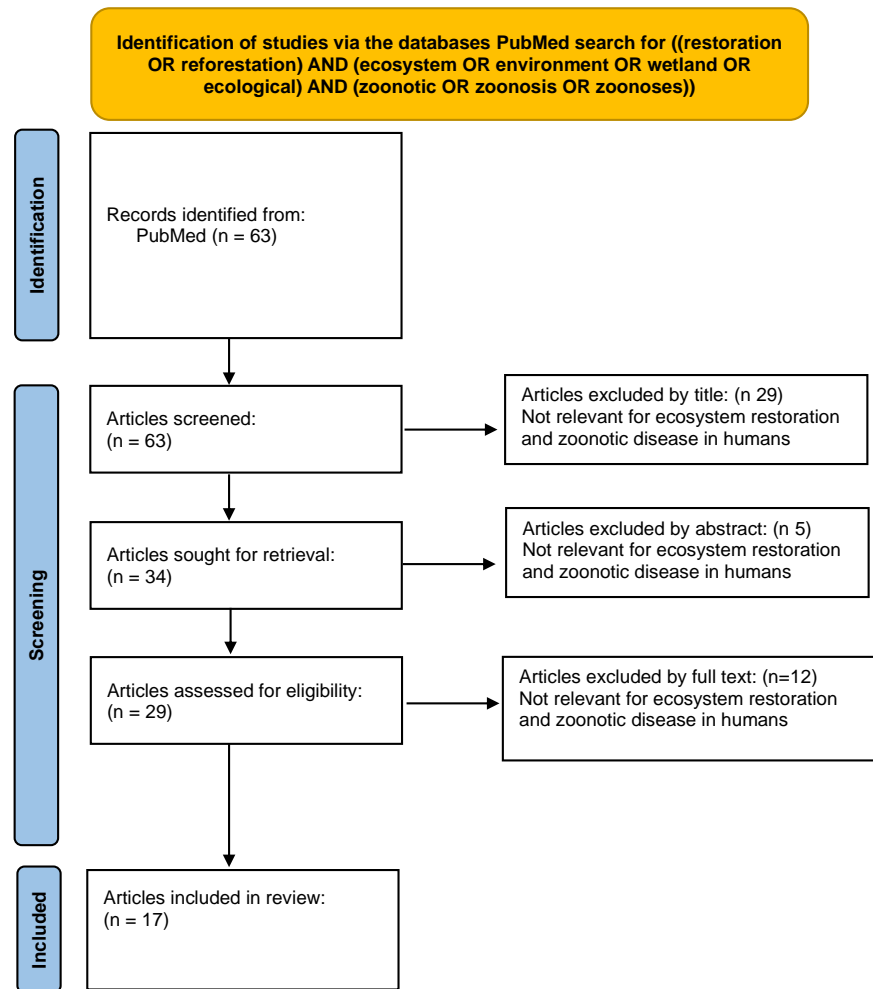 Identification of studies via the databases PubMed search for ((restoration
OR reforestation) AND (ecosystem OR environment OR wetland OR
ecological) AND (zoonotic OR zoonosis OR zoonoses))
Identification
Records identified from:
PubMed (n = 63)
Screening
Articles screened:
(n = 63)
Articles excluded by title: (n 29)
Not relevant for ecosystem restoration
and zoonotic disease in humans
Articles sought for retrieval:
(n = 34)
Articles excluded by abstract: (n 5)
Not relevant for ecosystem restoration
and zoonotic disease in humans
Articles assessed for eligibility:
(n = 29)
Articles excluded by full text: (n=12)
Not relevant for ecosystem restoration
and zoonotic disease in humans
Included
Articles included in review:
(n = 17)